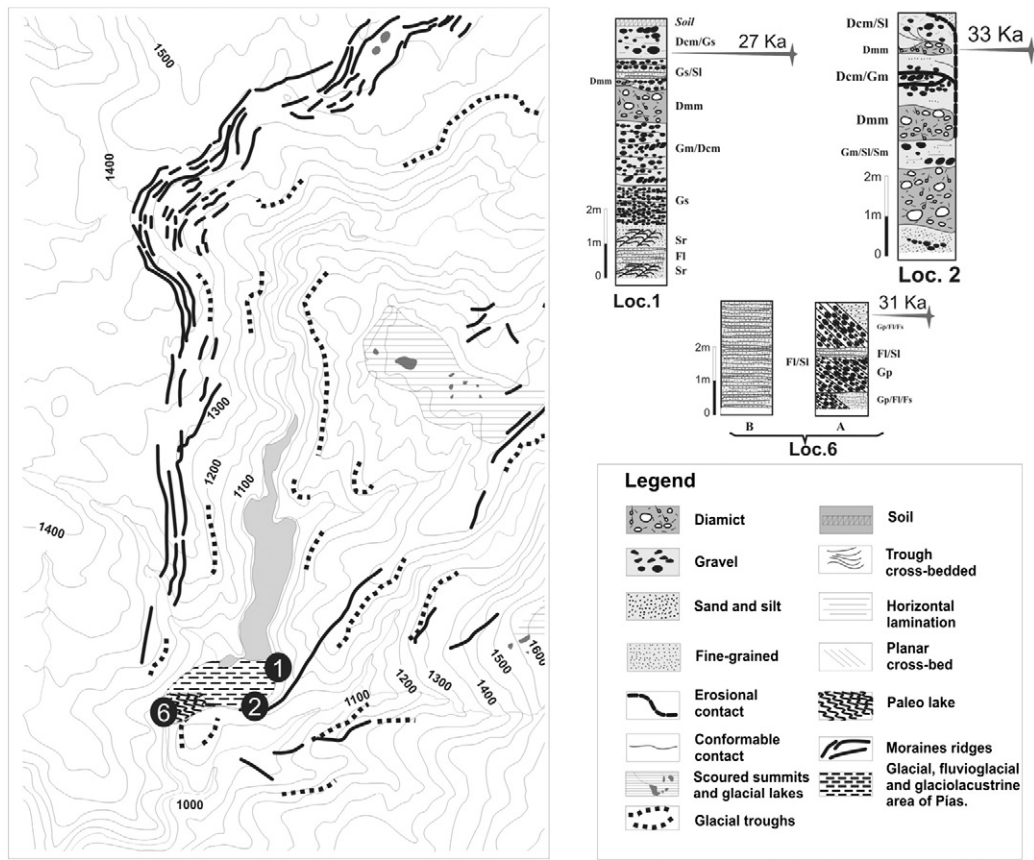 1500
1400
1300
1200
1100
1400
1000
1100
1200
1300
1400
1500
1600
1
2
6
Soil
Dcm/Gs
27 Ka
Gs/Sl
Dmm
Dmm
Gm/Dcm
Gs
2m
Sr
1m
Fl
0
Sr
Loc.1
Dcm/Sl
33 Ka
Dmm
Dcm/Gm
Dmm
Gm/Sl/Sm
2m
1m
0
Loc. 2
31 Ka
Gp/Fl/Fs
2m
Fl/Sl
Fl/Sl
Gp
1m
Gp/Fl/Fs
0
B
A
Loc.6
Legend
Diamict
Soil
Gravel
Trough
cross-bedded
Sand and silt
Horizontal
lamination
Fine-grained
Planar
cross-bed
Erosional
contact
Paleo lake
Conformable
contact
Moraines ridges
Scoured summits
and glacial lakes
Glacial, fluvioglacial
and glaciolacustrine
area of Pías.
Glacial troughs